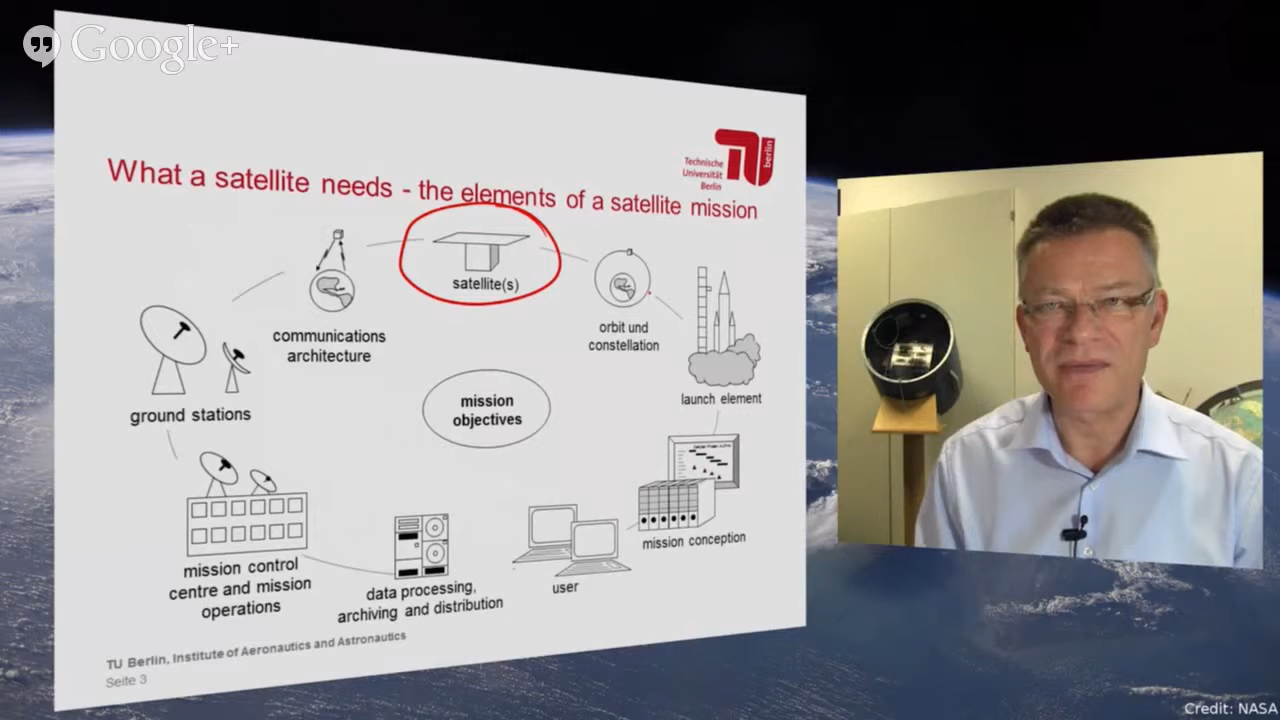 Google+
What a satellite needs - the elements of a satellite mission
Technische
Universität
Berlin
TU berlin
satellite(s)
communications
architecture
orbit und
constellation
launch element
ground stations
mission
objectives
mission conception
mission control
centre and mission
operations
data processing,
archiving and distribution
user
TU Berlin, Institute of Aeronautics and Astronautics
Seite 3
Credit: NASA